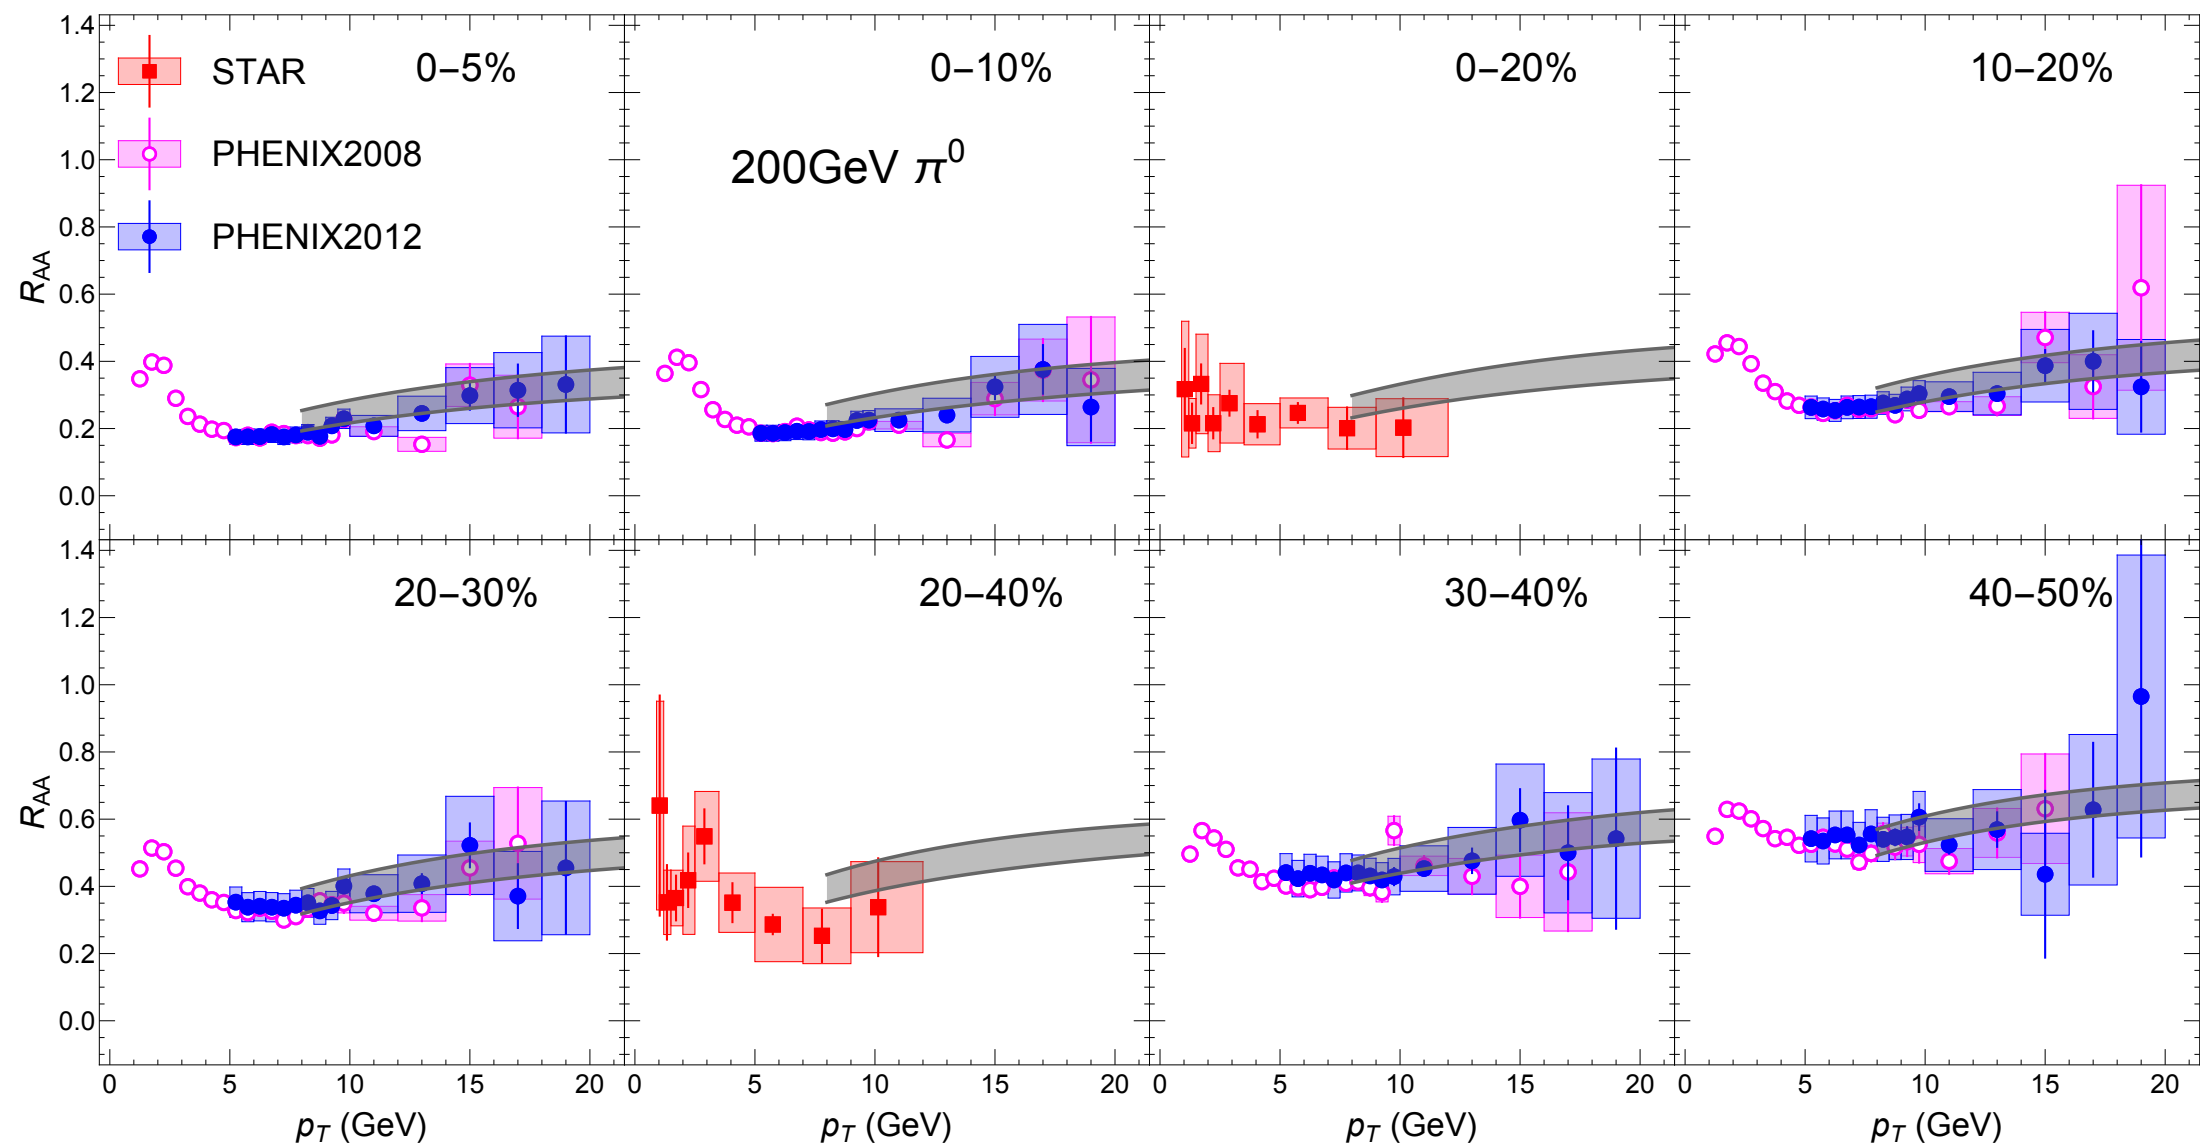 1.4
1.2
1.0
0.8
0.6
0.4
0.2
0.0
R_AA
STAR
PHENIX2008
PHENIX2012
0–5%
0–10%
200GeV π^0
0–20%
10–20%
1.4
1.2
1.0
0.8
0.6
0.4
0.2
0.0
R_AA
20–30%
20–40%
30–40%
40–50%
0 5 10 15 20
0 5 10 15 20
0 5 10 15 20
0 5 10 15 20
p_T (GeV)
p_T (GeV)
p_T (GeV)
p_T (GeV)